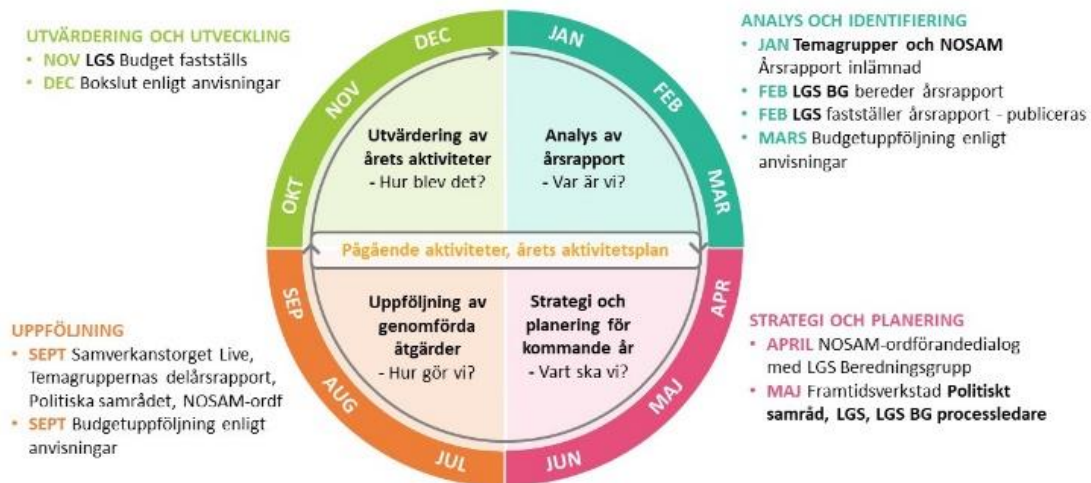 UTVÄRDERING OCH UTVECKLING
• NOV LGS Budget fastställs
• DEC Bokslut enligt anvisningar
ANALYS OCH IDENTIFIERING
• JAN Temagrupper och NOSAM
Årsrapport inlämnad
• FEB LGS BG bereder årsrapport
• FEB LGS fastställer årsrapport - publiceras
• MARS Budgetuppföljning enligt
anvisningar
JAN
FEB
MAR
APR
MAJ
JUN
JUL
AUG
SEP
OKT
NOV
DEC
Utvärdering av
årets aktiviteter
- Hur blev det?
Analys av
årsrapport
- Var är vi?
Pågående aktiviteter, årets aktivitetsplan
Uppföljning av
genomförda
åtgärder
- Hur gör vi?
Strategi och
planering för
kommande år
- Vart ska vi?
UPPFÖLJNING
• SEPT Samverkanstorget Live,
Temagruppernas delårsrapport,
Politiska samrådet, NOSAM-ordf
• SEPT Budgetuppföljning enligt
anvisningar
STRATEGI OCH PLANERING
• APRIL NOSAM-ordförandedialog
med LGS Beredningsgrupp
• MAJ Framtidsverkstad Politiskt
samråd, LGS, LGS BG processledare